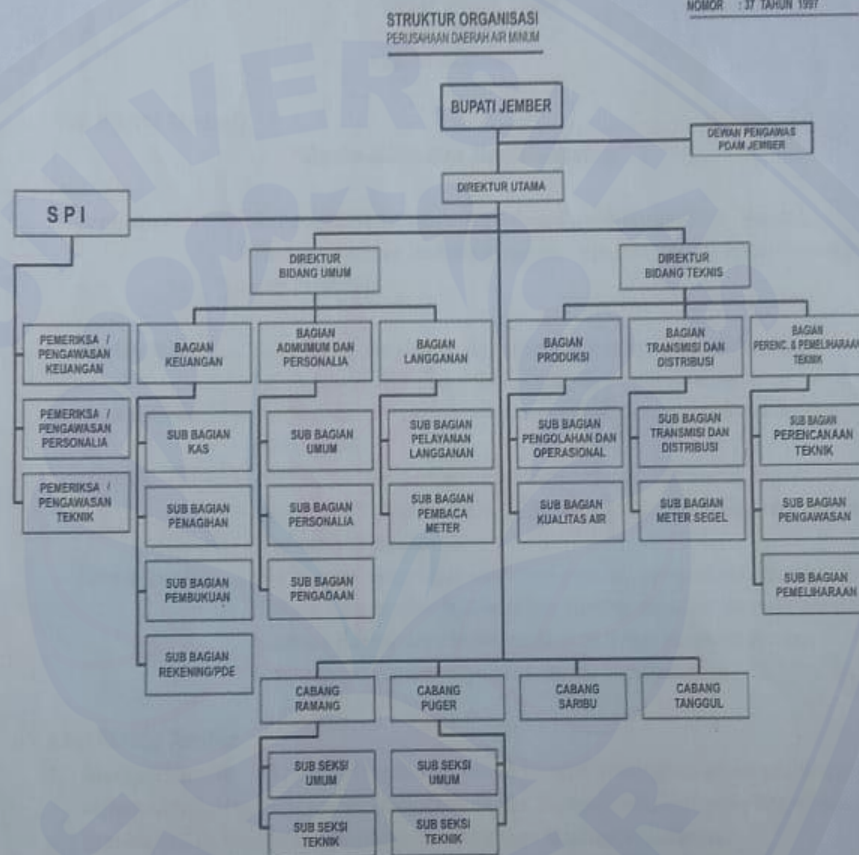 NOMOR : 37 TAHUN 1997
STRUKTUR ORGANISASI
PERUSAHAAN DAERAH AIR MINUM
BUPATI JEMBER
DEWAN PENGAWAS
PDAM JEMBER
DIREKTUR UTAMA
SPI
DIREKTUR
BIDANG UMUM
DIREKTUR
BIDANG TEKNIS
PEMERIKSA /
PENGAWASAN
KEUANGAN
BAGIAN
KEUANGAN
BAGIAN
ADMUMUM DAN
PERSONALIA
BAGIAN
LANGGANAN
BAGIAN
PRODUKSI
BAGIAN
TRANSMISI DAN
DISTRIBUSI
BAGIAN
PERENC. & PEMELIHARAAN
TEKNIK
PEMERIKSA /
PENGAWASAN
PERSONALIA
SUB BAGIAN
KAS
SUB BAGIAN
UMUM
SUB BAGIAN
PELAYANAN
LANGGANAN
SUB BAGIAN
PENGOLAHAN DAN
OPERASIONAL
SUB BAGIAN
TRANSMISI DAN
DISTRIBUSI
SUB BAGIAN
PERENCANAAN
TEKNIK
PEMERIKSA /
PENGAWASAN
TEKNIK
SUB BAGIAN
PENAGIHAN
SUB BAGIAN
PERSONALIA
SUB BAGIAN
PEMBACA
METER
SUB BAGIAN
KUALITAS AIR
SUB BAGIAN
METER SEGEL
SUB BAGIAN
PENGAWASAN
SUB BAGIAN
PEMBUKUAN
SUB BAGIAN
PENGADAAN
SUB BAGIAN
PEMELIHARAAN
SUB BAGIAN
REKENING/PDE
CABANG
RAMANG
CABANG
PUGER
CABANG
SARIBU
CABANG
TANGGUL
SUB SEKSI
UMUM
SUB SEKSI
UMUM
SUB SEKSI
TEKNIK
SUB SEKSI
TEKNIK
UNIVERSITAS
JEMBER